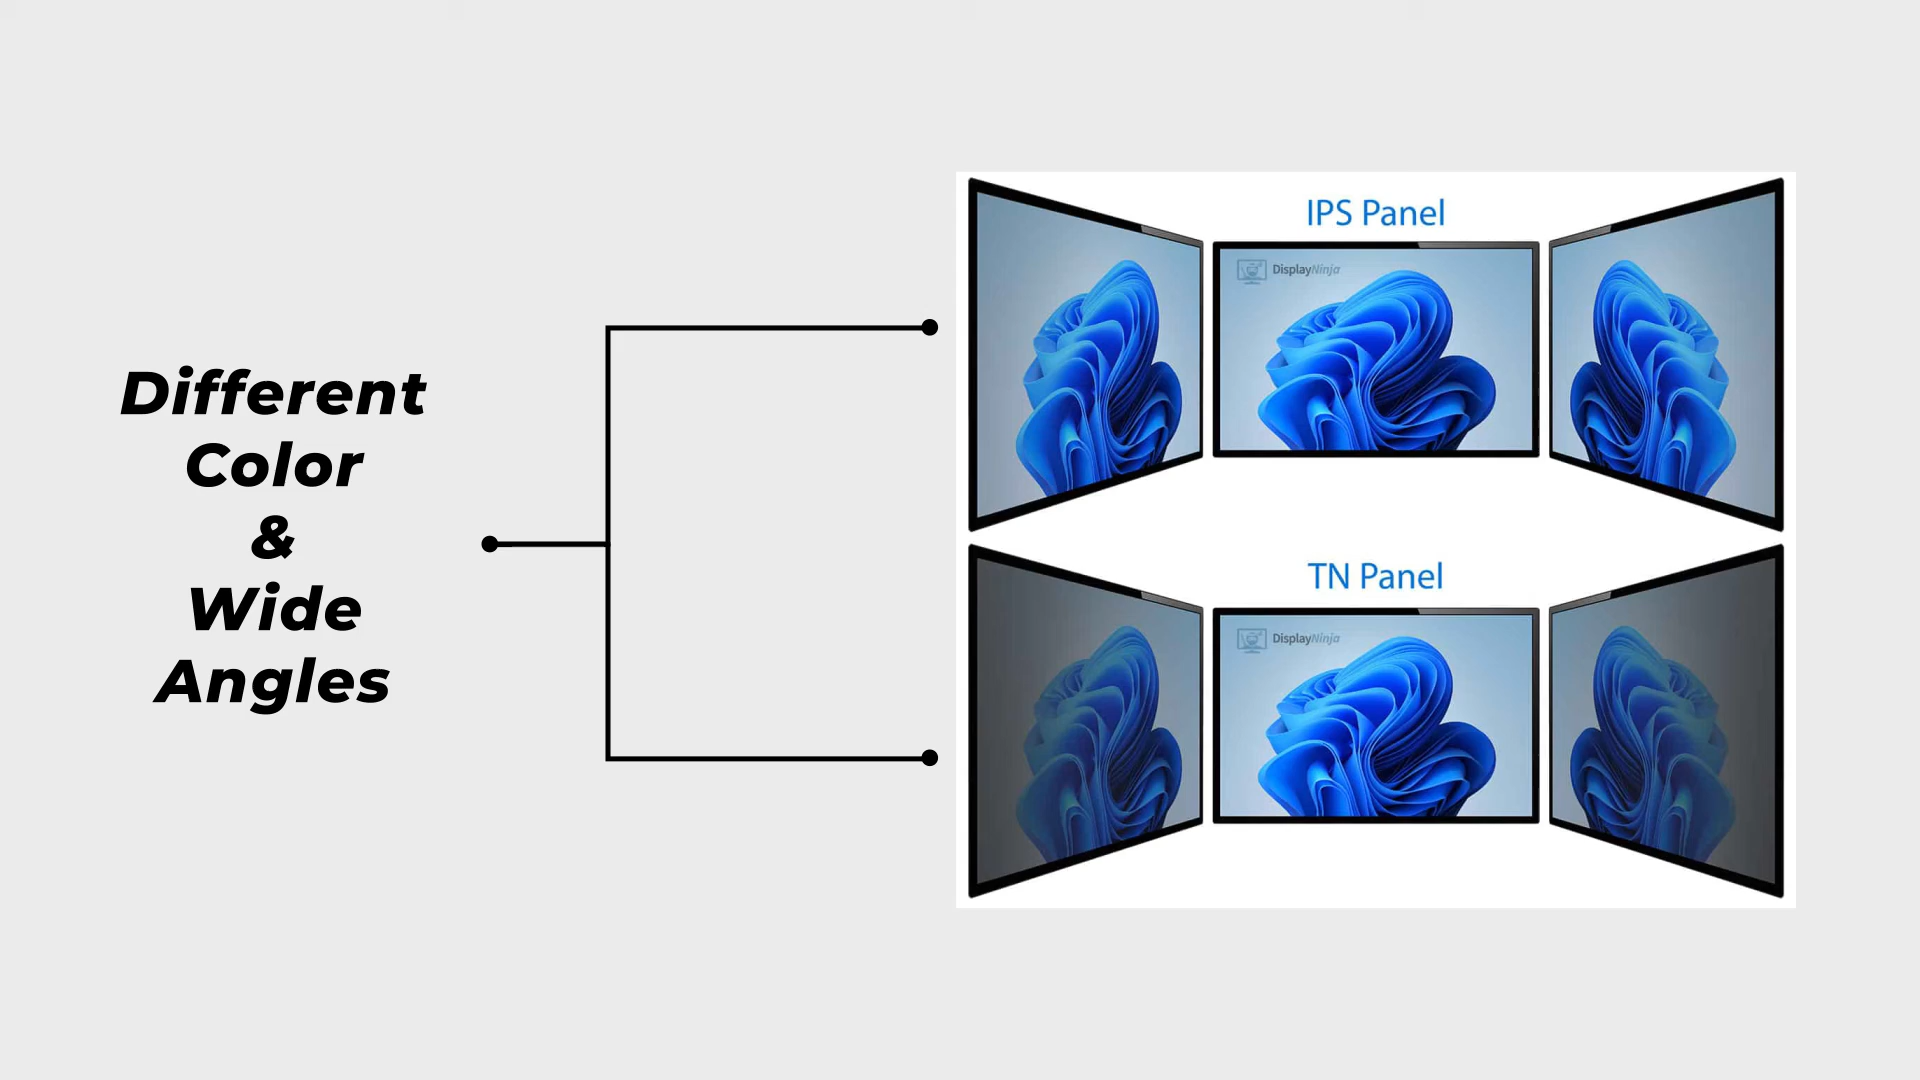 Different
Color
&
Wide
Angles
IPS Panel
DisplayNinja
TN Panel
DisplayNinja